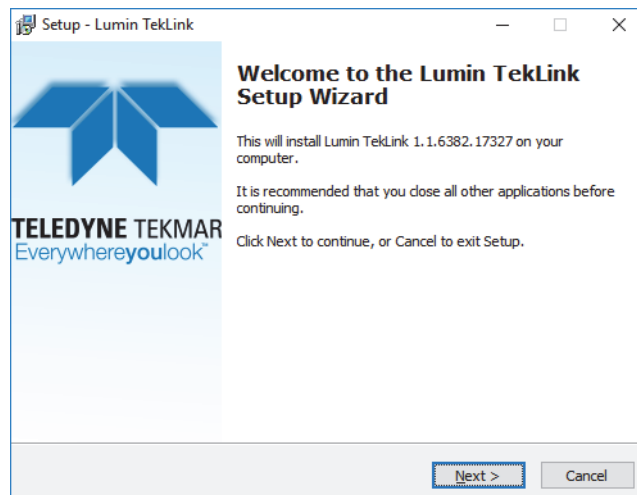 Setup - Lumin TekLink
Welcome to the Lumin TekLink
Setup Wizard
This will install Lumin TekLink 1.1.6382.17327 on your
computer.
It is recommended that you close all other applications before
continuing.
Click Next to continue, or Cancel to exit Setup.
TELEDYNE TEKMAR
Everywhereyoulook™
Next >
Cancel